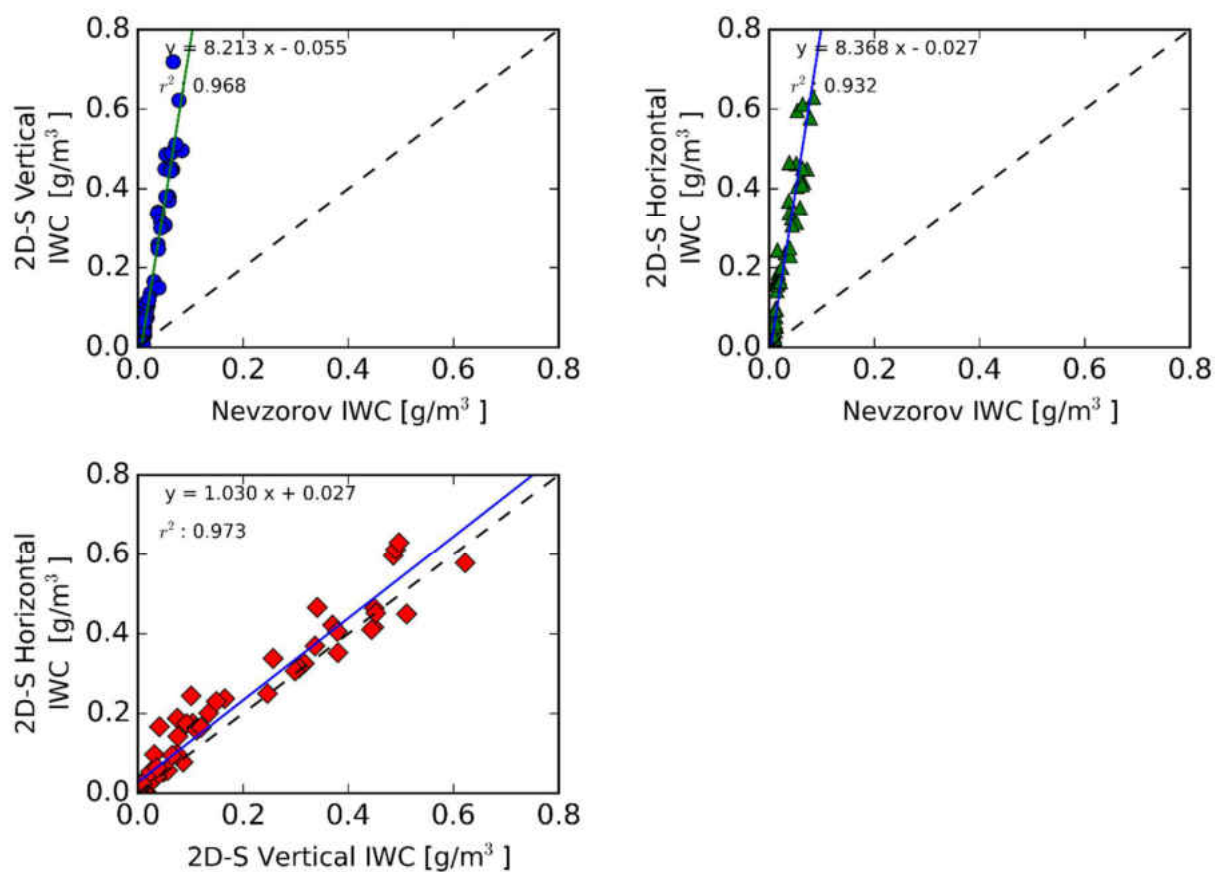 0.8
0.6
0.4
0.2
0.0
2D-S Vertical
IWC [g/m³ ]
y = 8.213 x - 0.055
r² : 0.968
0.0 0.2 0.4 0.6 0.8
Nevzorov IWC [g/m³ ]
0.8
0.6
0.4
0.2
0.0
2D-S Horizontal
IWC [g/m³ ]
y = 8.368 x - 0.027
r² : 0.932
0.0 0.2 0.4 0.6 0.8
Nevzorov IWC [g/m³ ]
0.8
0.6
0.4
0.2
0.0
2D-S Horizontal
IWC [g/m³ ]
y = 1.030 x + 0.027
r² : 0.973
0.0 0.2 0.4 0.6 0.8
2D-S Vertical IWC [g/m³ ]